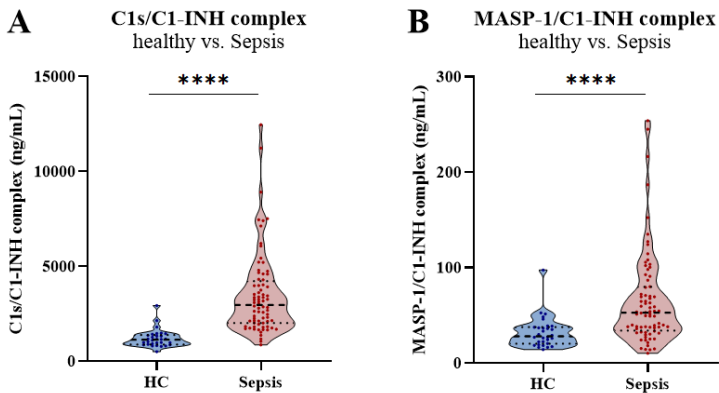 A
C1s/C1-INH complex
healthy vs. Sepsis
****
C1s/C1-INH complex (ng/mL)
15000
10000
5000
0
HC Sepsis
B
MASP-1/C1-INH complex
healthy vs. Sepsis
****
MASP-1/C1-INH complex (ng/mL)
300
200
100
0
HC Sepsis